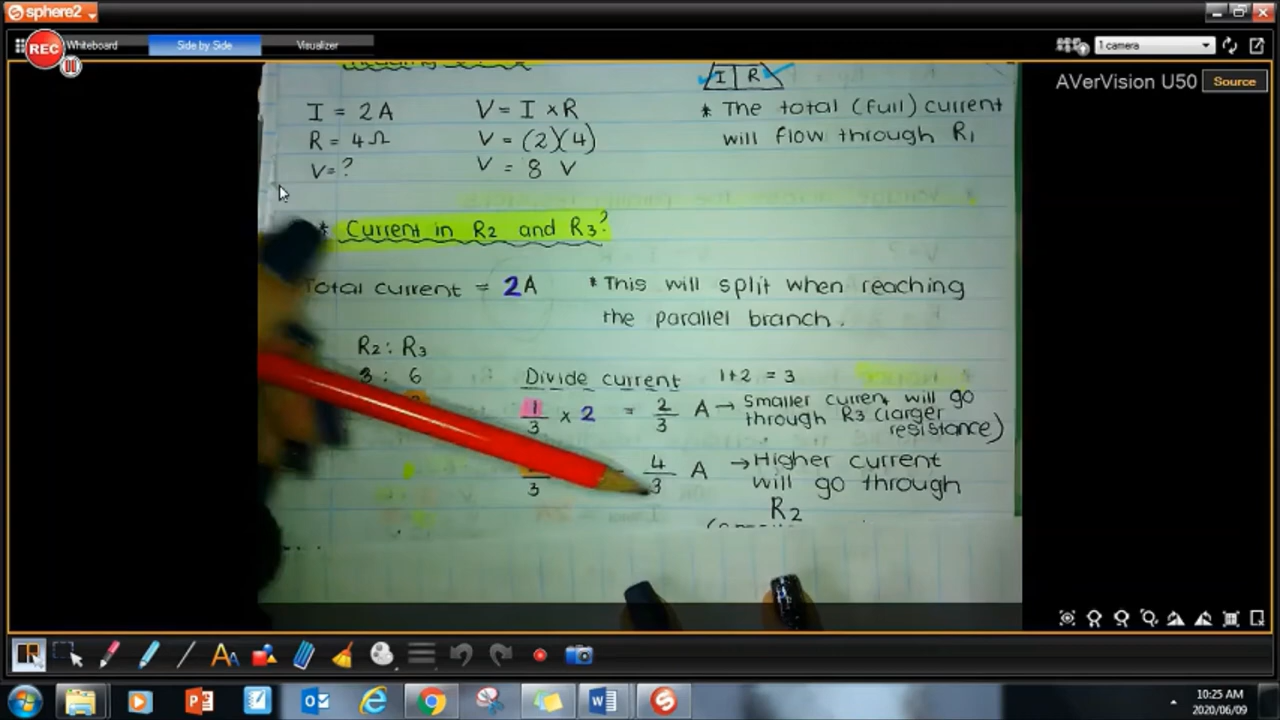 sphere2
REC
Whiteboard
Side by Side
Visualizer
1 camera
AVerVision U50
Source
I R
I = 2A
V = I × R
* The total (full) current
R = 4Ω
V = (2)(4)
will flow through R1
V=?
V = 8 V
* Current in R2 and R3?
Total current = 2A
* This will split when reaching
the parallel branch.
R2 : R3
3 : 6
Divide current
1+2 = 3
1/3 × 2 = 2/3 A → Smaller current will go
through R3 (larger
resistance)
3
4/3 A → Higher current
will go through
R2
10:25 AM
2020/06/09